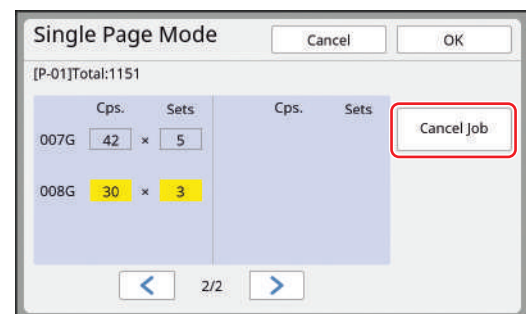 Single Page Mode Cancel OK
[P-01]Total:1151
Cps. Sets Cps. Sets
Cancel Job
007G 42 × 5
008G 30 × 3
< 2/2 >